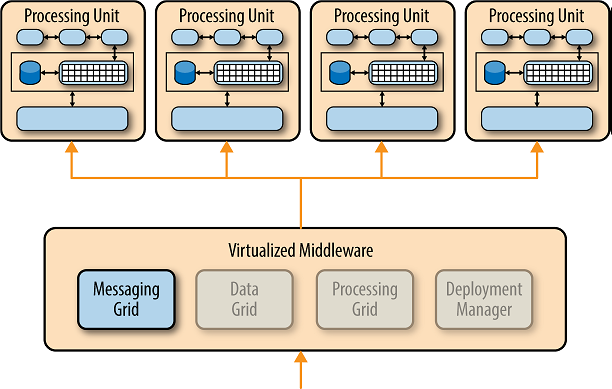 Processing Unit
Processing Unit
Processing Unit
Processing Unit
Virtualized Middleware
Messaging
Grid
Data
Grid
Processing
Grid
Deployment
Manager